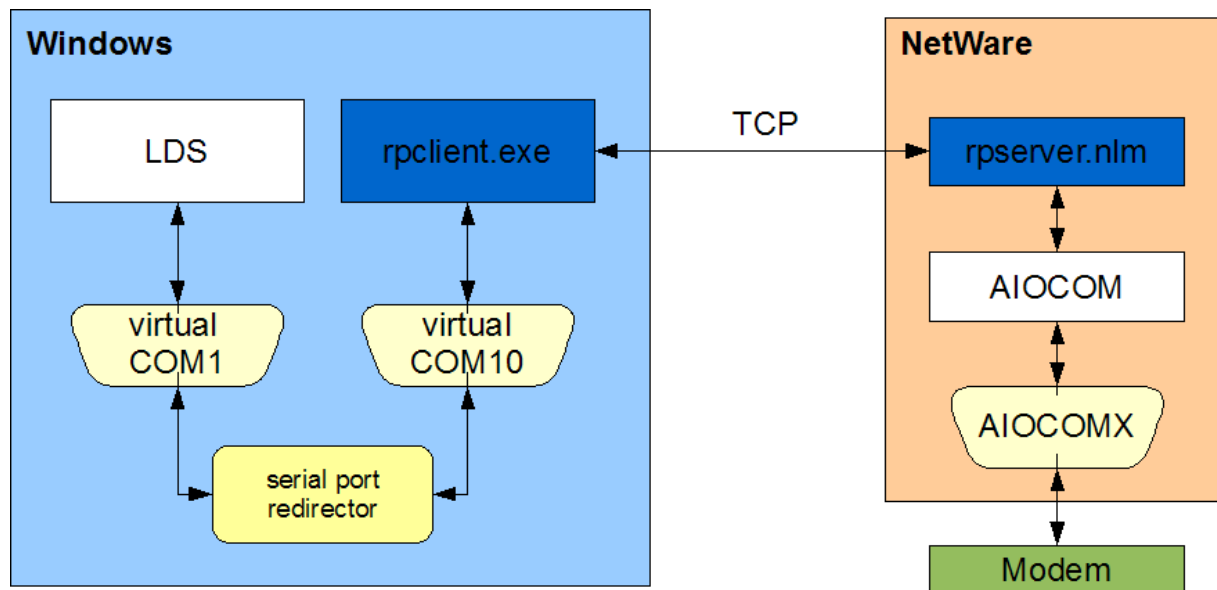 Windows
NetWare
LDS
rpclient.exe
TCP
rpserver.nlm
AIOCOM
virtual
COM1
virtual
COM10
AIOCOMX
serial port
redirector
Modem